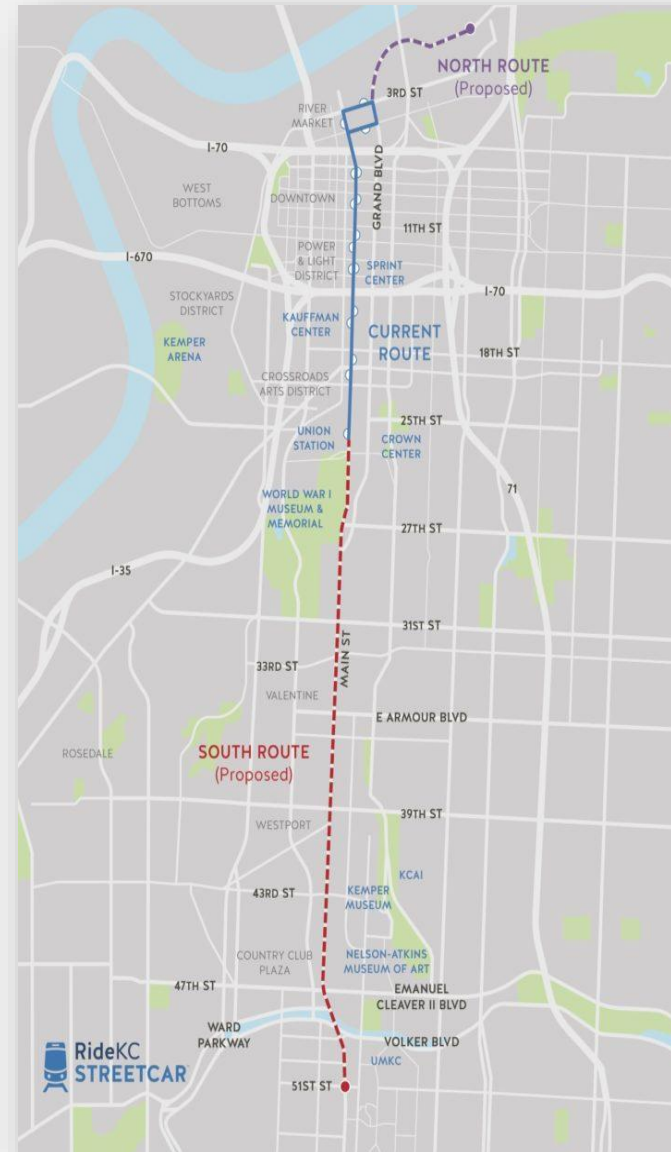 NORTH ROUTE
(Proposed)
3RD ST
RIVER
MARKET
I-70
GRAND BLVD
WEST
BOTTOMS
DOWNTOWN
11TH ST
POWER
& LIGHT
DISTRICT
I-670
SPRINT
CENTER
I-70
STOCKYARDS
DISTRICT
KAUFFMAN
CENTER
CURRENT
ROUTE
KEMPER
ARENA
18TH ST
CROSSROADS
ARTS DISTRICT
25TH ST
UNION
STATION
CROWN
CENTER
71
WORLD WAR I
MUSEUM &
MEMORIAL
27TH ST
I-35
31ST ST
MAIN ST
33RD ST
VALENTINE
E ARMOUR BLVD
ROSEDALE
SOUTH ROUTE
(Proposed)
39TH ST
WESTPORT
KCAI
43RD ST
KEMPER
MUSEUM
COUNTRY CLUB
PLAZA
NELSON-ATKINS
MUSEUM OF ART
47TH ST
EMANUEL
CLEAVER II BLVD
WARD
PARKWAY
VOLKER BLVD
RideKC
STREETCAR
UMKC
51ST ST